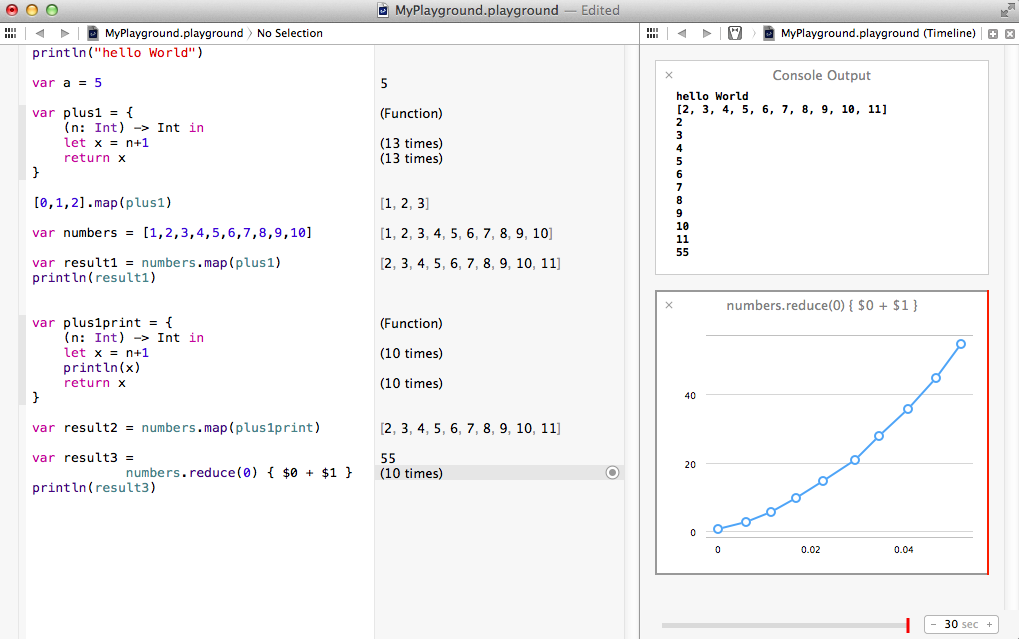 MyPlayground.playground — Edited
MyPlayground.playground 〉 No Selection
println("hello World")
var a = 5
5
var plus1 = {
(Function)
(n: Int) -> Int in
let x = n+1
(13 times)
return x
(13 times)
}
[0,1,2].map(plus1)
[1, 2, 3]
var numbers = [1,2,3,4,5,6,7,8,9,10]
[1, 2, 3, 4, 5, 6, 7, 8, 9, 10]
var result1 = numbers.map(plus1)
[2, 3, 4, 5, 6, 7, 8, 9, 10, 11]
println(result1)
var plus1print = {
(Function)
(n: Int) -> Int in
let x = n+1
(10 times)
println(x)
return x
(10 times)
}
var result2 = numbers.map(plus1print)
[2, 3, 4, 5, 6, 7, 8, 9, 10, 11]
var result3 =
55
numbers.reduce(0) { $0 + $1 }
(10 times)
println(result3)
MyPlayground.playground (Timeline)
Console Output
hello World
[2, 3, 4, 5, 6, 7, 8, 9, 10, 11]
2
3
4
5
6
7
8
9
10
11
55
numbers.reduce(0) { $0 + $1 }
40
20
0
0 0.02 0.04
− 30 sec +